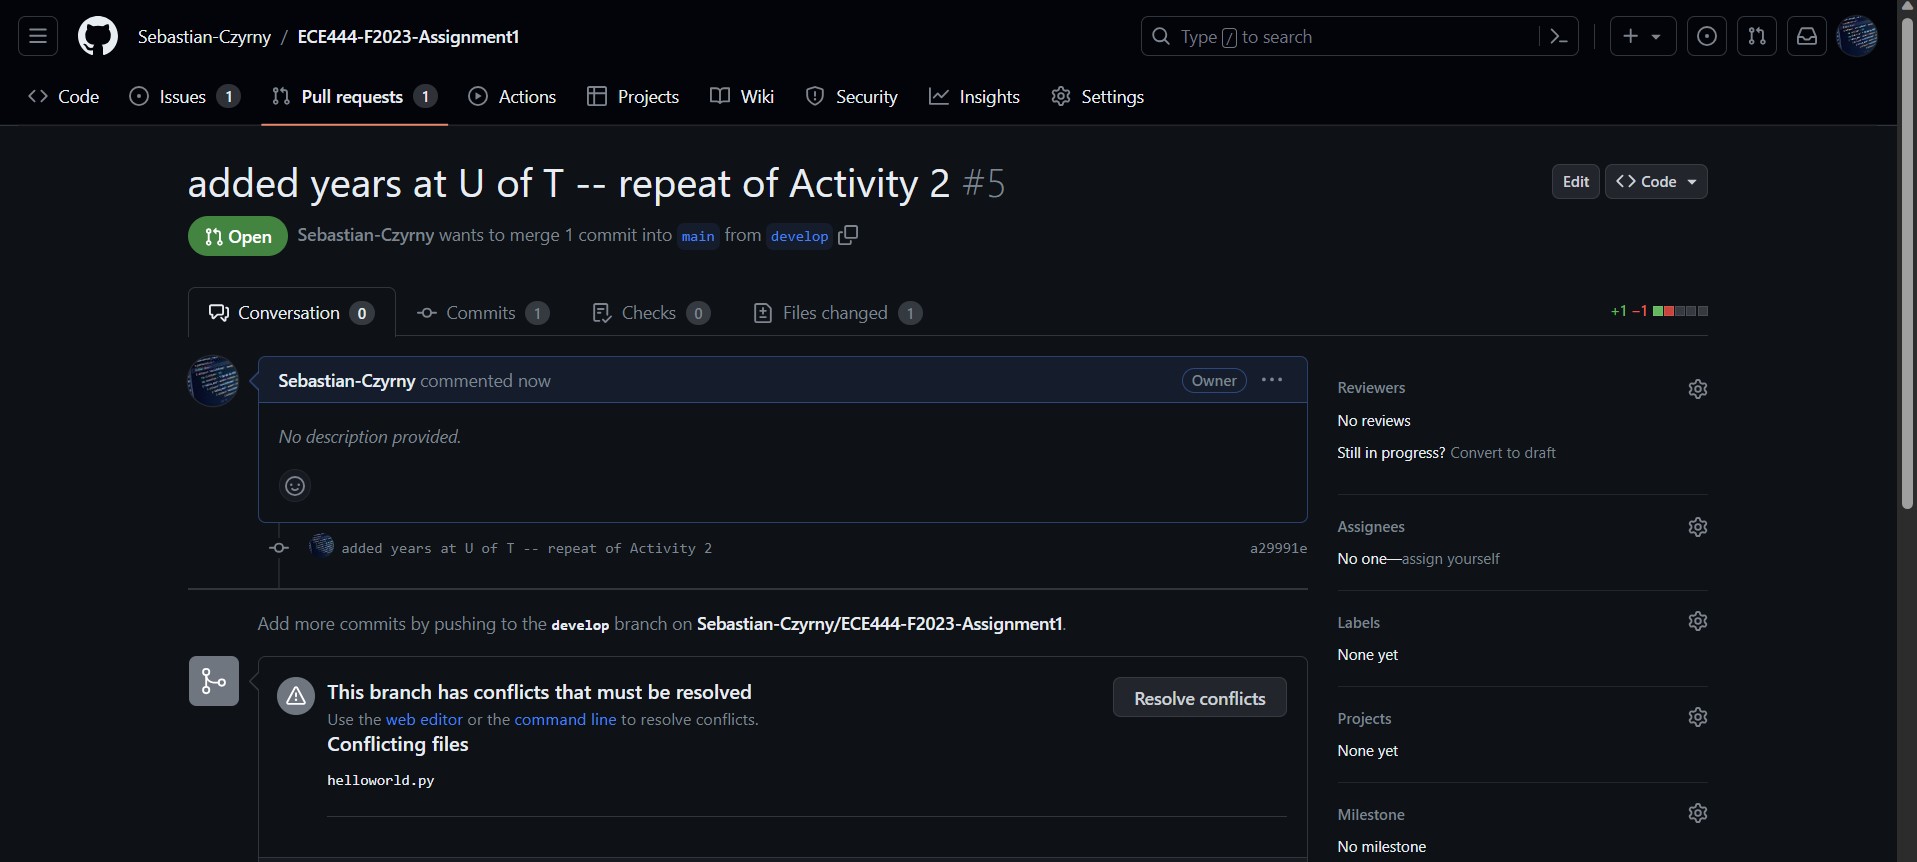 Sebastian-Czyrny / ECE444-F2023-Assignment1
Type / to search
Code
Issues 1
Pull requests 1
Actions
Projects
Wiki
Security
Insights
Settings
added years at U of T -- repeat of Activity 2 #5
Edit
<> Code
Open
Sebastian-Czyrny wants to merge 1 commit into main from develop
Conversation 0
Commits 1
Checks 0
Files changed 1
+1 −1
Sebastian-Czyrny commented now
Owner
No description provided.
added years at U of T -- repeat of Activity 2
a29991e
Add more commits by pushing to the develop branch on Sebastian-Czyrny/ECE444-F2023-Assignment1.
This branch has conflicts that must be resolved
Use the web editor or the command line to resolve conflicts.
Conflicting files
helloworld.py
Resolve conflicts
Reviewers
No reviews
Still in progress? Convert to draft
Assignees
No one—assign yourself
Labels
None yet
Projects
None yet
Milestone
No milestone